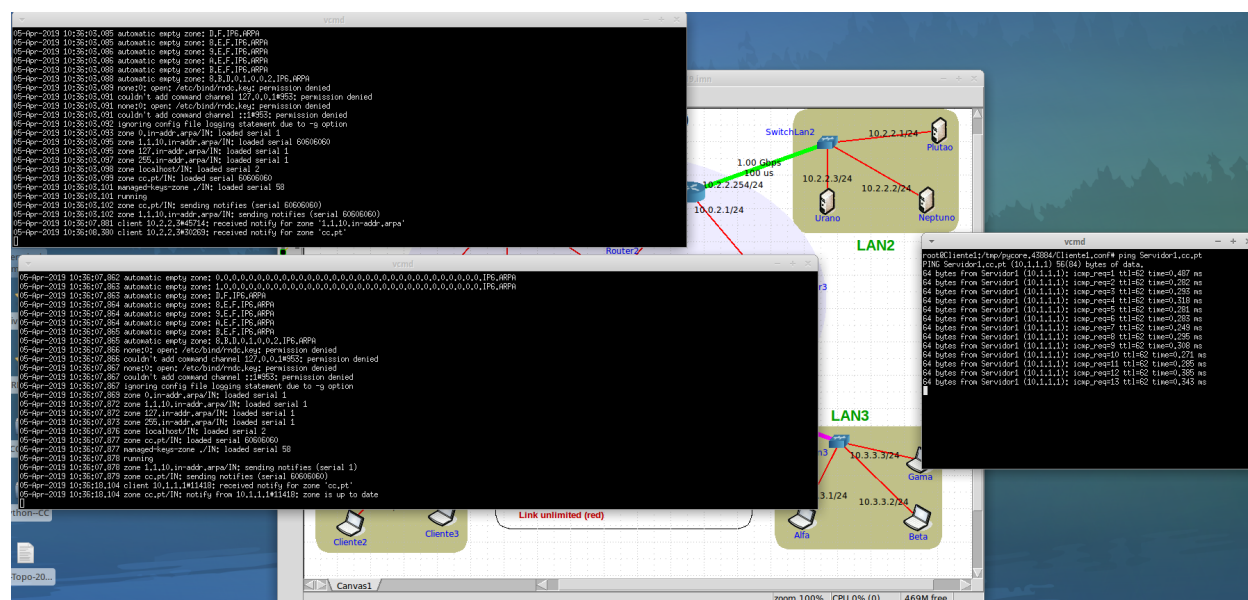 vcmd
05-Apr-2019 10:36:03.085 automatic empty zone: D.F.IP6.ARPA
05-Apr-2019 10:36:03.085 automatic empty zone: 8.E.F.IP6.ARPA
05-Apr-2019 10:36:03.086 automatic empty zone: 9.E.F.IP6.ARPA
05-Apr-2019 10:36:03.086 automatic empty zone: A.E.F.IP6.ARPA
05-Apr-2019 10:36:03.088 automatic empty zone: B.E.F.IP6.ARPA
05-Apr-2019 10:36:03.088 automatic empty zone: 8.B.D.0.1.0.0.2.IP6.ARPA
05-Apr-2019 10:36:03.089 none:0: open: /etc/bind/rndc.key: permission denied
05-Apr-2019 10:36:03.091 couldn't add command channel 127.0.0.1#953: permission denied
05-Apr-2019 10:36:03.091 none:0: open: /etc/bind/rndc.key: permission denied
05-Apr-2019 10:36:03.091 couldn't add command channel ::1#953: permission denied
05-Apr-2019 10:36:03.092 ignoring config file logging statement due to -g option
05-Apr-2019 10:36:03.093 zone 0.in-addr.arpa/IN: loaded serial 1
05-Apr-2019 10:36:03.095 zone 1.1.10.in-addr.arpa/IN: loaded serial 60606060
05-Apr-2019 10:36:03.095 zone 127.in-addr.arpa/IN: loaded serial 1
05-Apr-2019 10:36:03.097 zone 255.in-addr.arpa/IN: loaded serial 1
05-Apr-2019 10:36:03.098 zone localhost/IN: loaded serial 2
05-Apr-2019 10:36:03.099 zone cc.pt/IN: loaded serial 60606060
05-Apr-2019 10:36:03.101 managed-keys-zone ./IN: loaded serial 58
05-Apr-2019 10:36:03.101 running
05-Apr-2019 10:36:03.102 zone cc.pt/IN: sending notifies (serial 60606060)
05-Apr-2019 10:36:03.102 zone 1.1.10.in-addr.arpa/IN: sending notifies (serial 60606060)
05-Apr-2019 10:36:07.881 client 10.2.2.3#45714: received notify for zone '1.1.10.in-addr.arpa'
05-Apr-2019 10:36:08.380 client 10.2.2.3#30269: received notify for zone 'cc.pt'
.imn
SwitchLan2
10.2.2.1/24
Plutao
1.00 Gbps
100 us
10.2.2.254/24
10.2.2.3/24
10.2.2.2/24
10.0.2.1/24
Urano
Neptuno
LAN2
Router2
vcmd
05-Apr-2019 10:36:07.862 automatic empty zone: 0.0.0.0.0.0.0.0.0.0.0.0.0.0.0.0.0.0.0.0.0.0.0.0.0.0.0.0.0.0.0.0.IP6.ARPA
05-Apr-2019 10:36:07.863 automatic empty zone: 1.0.0.0.0.0.0.0.0.0.0.0.0.0.0.0.0.0.0.0.0.0.0.0.0.0.0.0.0.0.0.0.IP6.ARPA
05-Apr-2019 10:36:07.863 automatic empty zone: D.F.IP6.ARPA
05-Apr-2019 10:36:07.864 automatic empty zone: 8.E.F.IP6.ARPA
05-Apr-2019 10:36:07.864 automatic empty zone: 9.E.F.IP6.ARPA
05-Apr-2019 10:36:07.864 automatic empty zone: A.E.F.IP6.ARPA
05-Apr-2019 10:36:07.865 automatic empty zone: B.E.F.IP6.ARPA
05-Apr-2019 10:36:07.865 automatic empty zone: 8.B.D.0.1.0.0.2.IP6.ARPA
05-Apr-2019 10:36:07.866 none:0: open: /etc/bind/rndc.key: permission denied
05-Apr-2019 10:36:07.866 couldn't add command channel 127.0.0.1#953: permission denied
05-Apr-2019 10:36:07.867 none:0: open: /etc/bind/rndc.key: permission denied
05-Apr-2019 10:36:07.867 couldn't add command channel ::1#953: permission denied
05-Apr-2019 10:36:07.867 ignoring config file logging statement due to -g option
05-Apr-2019 10:36:07.869 zone 0.in-addr.arpa/IN: loaded serial 1
05-Apr-2019 10:36:07.872 zone 1.1.10.in-addr.arpa/IN: loaded serial 1
05-Apr-2019 10:36:07.872 zone 127.in-addr.arpa/IN: loaded serial 1
05-Apr-2019 10:36:07.873 zone 255.in-addr.arpa/IN: loaded serial 1
05-Apr-2019 10:36:07.876 zone localhost/IN: loaded serial 2
05-Apr-2019 10:36:07.877 zone cc.pt/IN: loaded serial 60606060
05-Apr-2019 10:36:07.877 managed-keys-zone ./IN: loaded serial 58
05-Apr-2019 10:36:07.878 running
05-Apr-2019 10:36:07.878 zone 1.1.10.in-addr.arpa/IN: sending notifies (serial 1)
05-Apr-2019 10:36:07.879 zone cc.pt/IN: sending notifies (serial 60606060)
05-Apr-2019 10:36:18.104 client 10.1.1.1#11418: received notify for zone 'cc.pt'
05-Apr-2019 10:36:18.104 zone cc.pt/IN: notify from 10.1.1.1#11418: zone is up to date
vcmd
root@Cliente1:/tmp/pycore.43884/Cliente1.conf# ping Servidor1.cc.pt
PING Servidor1.cc.pt (10.1.1.1) 56(84) bytes of data.
64 bytes from Servidor1 (10.1.1.1): icmp_req=1 ttl=62 time=0.487 ms
64 bytes from Servidor1 (10.1.1.1): icmp_req=2 ttl=62 time=0.282 ms
64 bytes from Servidor1 (10.1.1.1): icmp_req=3 ttl=62 time=0.293 ms
64 bytes from Servidor1 (10.1.1.1): icmp_req=4 ttl=62 time=0.318 ms
64 bytes from Servidor1 (10.1.1.1): icmp_req=5 ttl=62 time=0.281 ms
64 bytes from Servidor1 (10.1.1.1): icmp_req=6 ttl=62 time=0.283 ms
64 bytes from Servidor1 (10.1.1.1): icmp_req=7 ttl=62 time=0.249 ms
64 bytes from Servidor1 (10.1.1.1): icmp_req=8 ttl=62 time=0.295 ms
64 bytes from Servidor1 (10.1.1.1): icmp_req=9 ttl=62 time=0.308 ms
64 bytes from Servidor1 (10.1.1.1): icmp_req=10 ttl=62 time=0.271 ms
64 bytes from Servidor1 (10.1.1.1): icmp_req=11 ttl=62 time=0.285 ms
64 bytes from Servidor1 (10.1.1.1): icmp_req=12 ttl=62 time=0.385 ms
64 bytes from Servidor1 (10.1.1.1): icmp_req=13 ttl=62 time=0.343 ms
r3
LAN3
n3
10.3.3.3/24
Gama
3.1/24
10.3.3.2/24
Alfa
Beta
Link unlimited (red)
Cliente2
Cliente3
thon--CC
-Topo-20...
Canvas1
zoom 100%
CPU 0% (0)
469M free